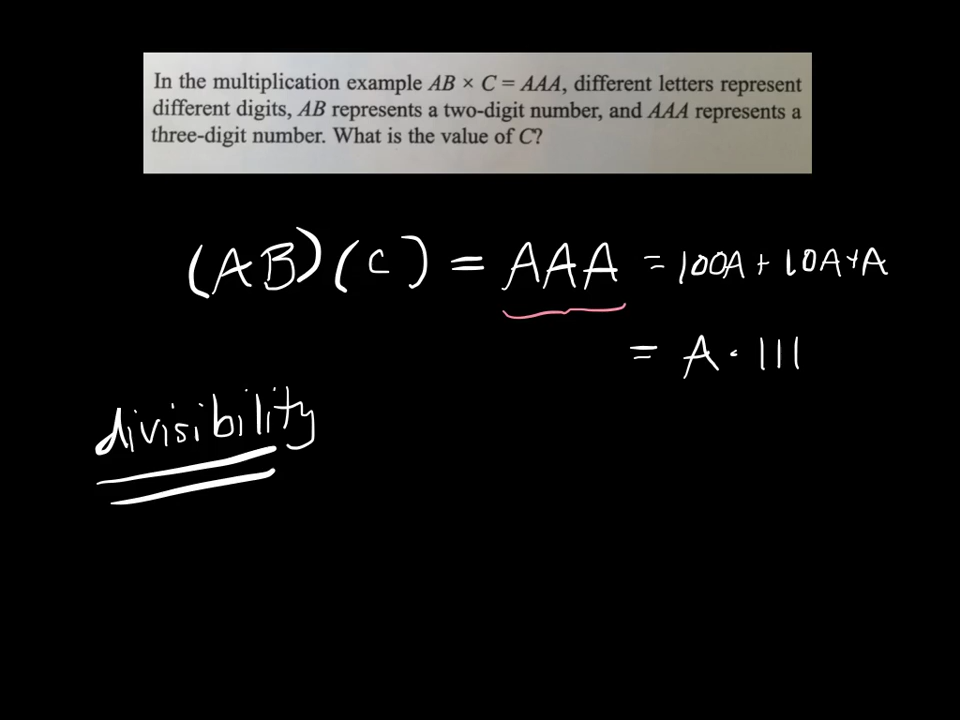 In the multiplication example AB × C = AAA, different letters represent
different digits, AB represents a two-digit number, and AAA represents a
three-digit number. What is the value of C?
(AB)(C) = AAA = 100A + 10A+A
= A · 111
divisibility